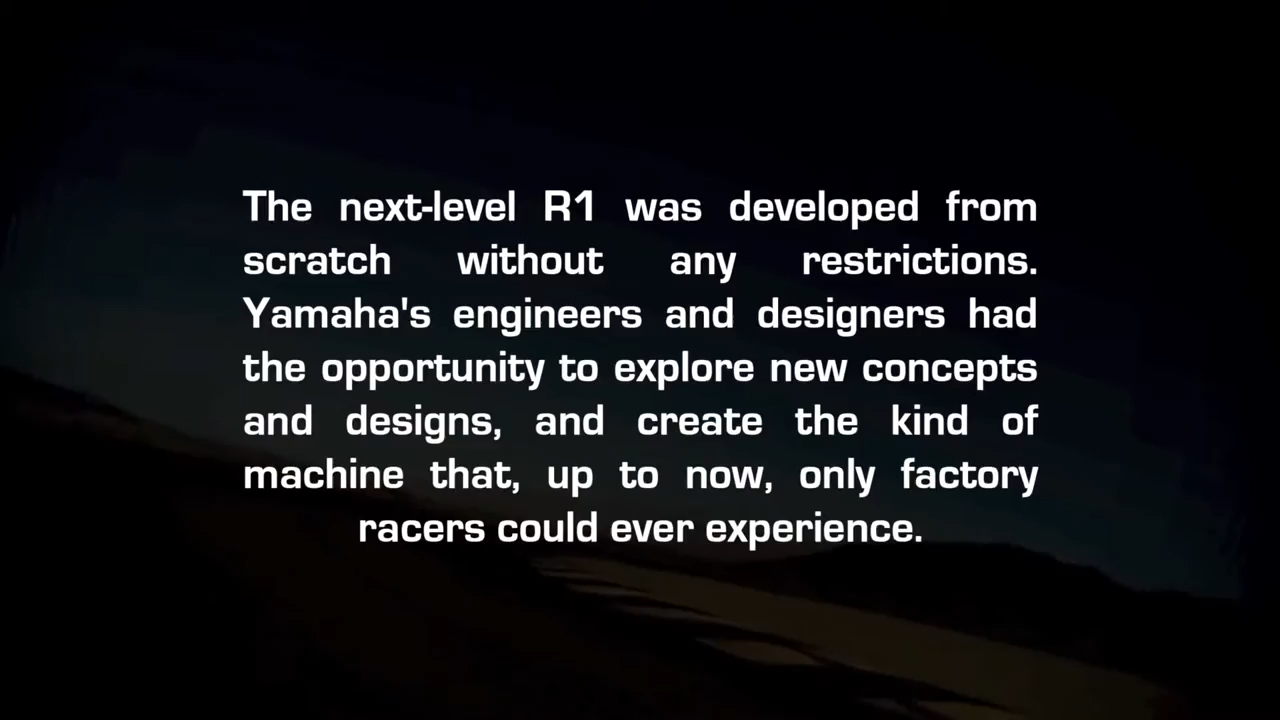 The next-level R1 was developed from
scratch without any restrictions.
Yamaha's engineers and designers had
the opportunity to explore new concepts
and designs, and create the kind of
machine that, up to now, only factory
racers could ever experience.